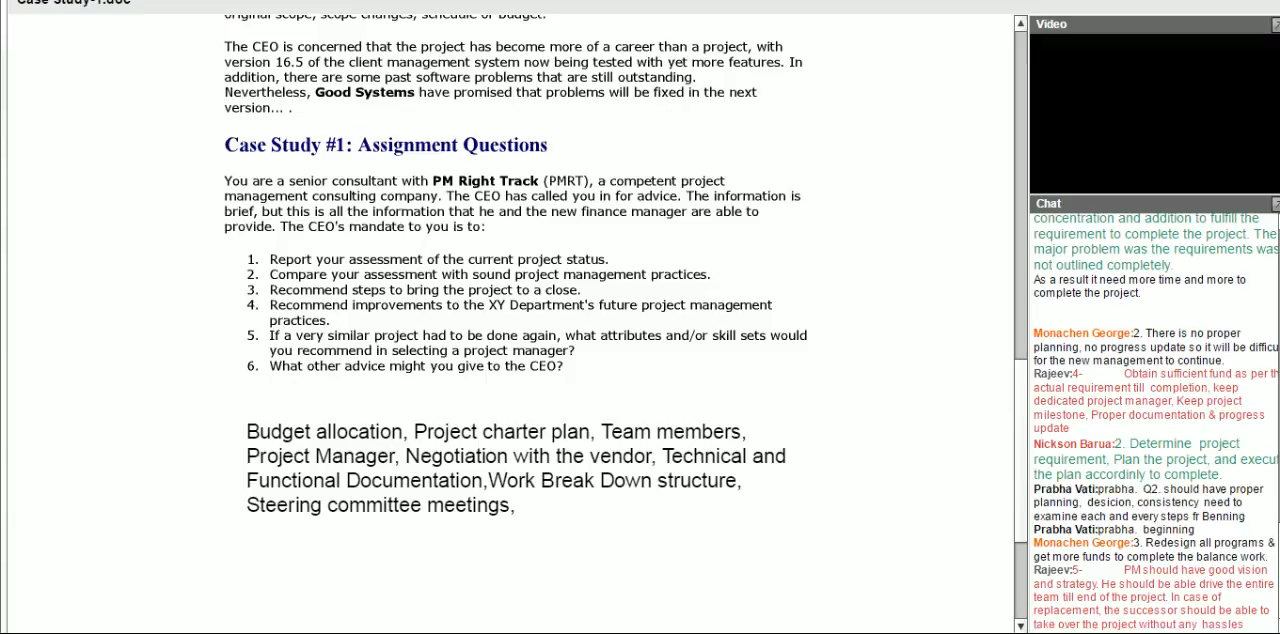 Case Study-1.doc
original scope, scope changes, schedule or budget.
The CEO is concerned that the project has become more of a career than a project, with
version 16.5 of the client management system now being tested with yet more features. In
addition, there are some past software problems that are still outstanding.
Nevertheless, Good Systems have promised that problems will be fixed in the next
version... .
Case Study #1: Assignment Questions
You are a senior consultant with PM Right Track (PMRT), a competent project
management consulting company. The CEO has called you in for advice. The information is
brief, but this is all the information that he and the new finance manager are able to
provide. The CEO's mandate to you is to:
1. Report your assessment of the current project status.
2. Compare your assessment with sound project management practices.
3. Recommend steps to bring the project to a close.
4. Recommend improvements to the XY Department's future project management
practices.
5. If a very similar project had to be done again, what attributes and/or skill sets would
you recommend in selecting a project manager?
6. What other advice might you give to the CEO?
Budget allocation, Project charter plan, Team members,
Project Manager, Negotiation with the vendor, Technical and
Functional Documentation,Work Break Down structure,
Steering committee meetings,
Video
Chat
concentration and addition to fulfill the
requirement to complete the project. The
major problem was the requirements was
not outlined completely.
As a result it need more time and more to
complete the project.
Monachen George:2. There is no proper
planning, no progress update so it will be difficu
for the new management to continue.
Rajeev:4- Obtain sufficient fund as per th
actual requirement till completion, keep
dedicated project manager, Keep project
milestone, Proper documentation & progress
update
Nickson Barua:2. Determine project
requirement, Plan the project, and execut
the plan accordinly to complete.
Prabha Vati:prabha. Q2. should have proper
planning, desicion, consistency need to
examine each and every steps fr Benning
Prabha Vati:prabha. beginning
Monachen George:3. Redesign all programs &
get more funds to complete the balance work.
Rajeev:5- PM should have good vision
and strategy. He should be able drive the entire
team till end of the project. In case of
replacement, the successor should be able to
take over the project without any hassles